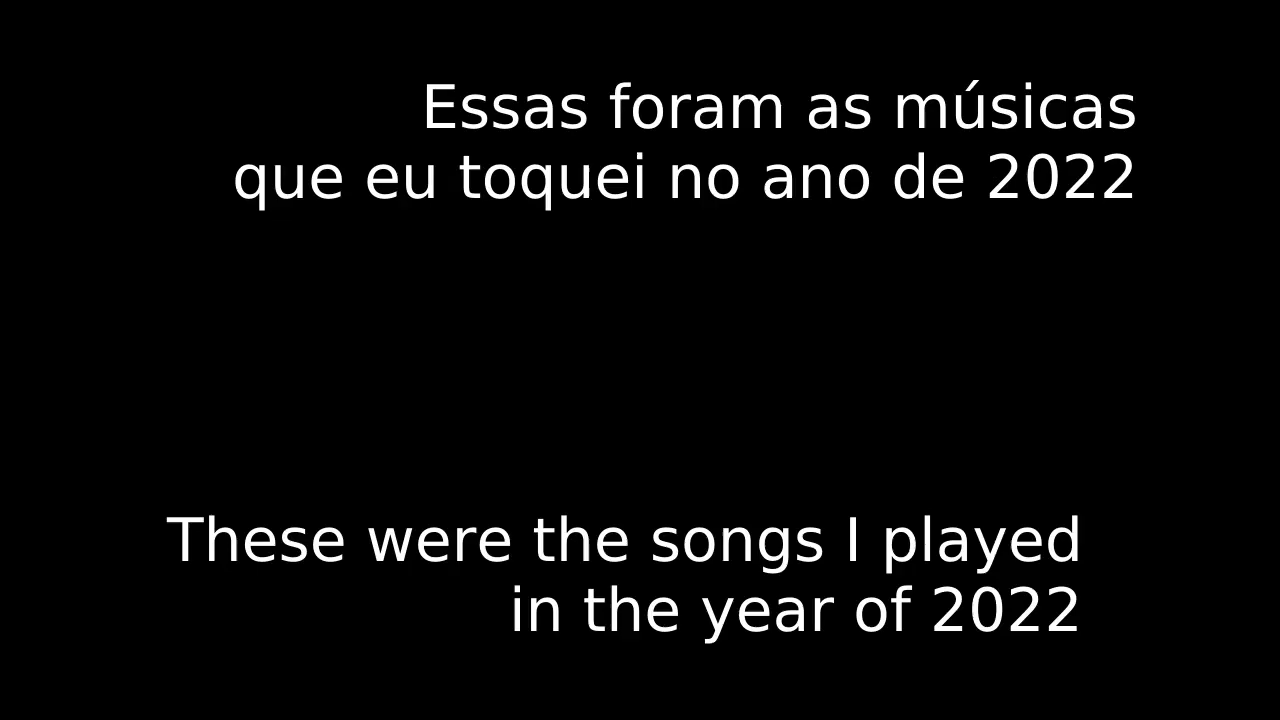 Essas foram as músicas
que eu toquei no ano de 2022
These were the songs I played
in the year of 2022